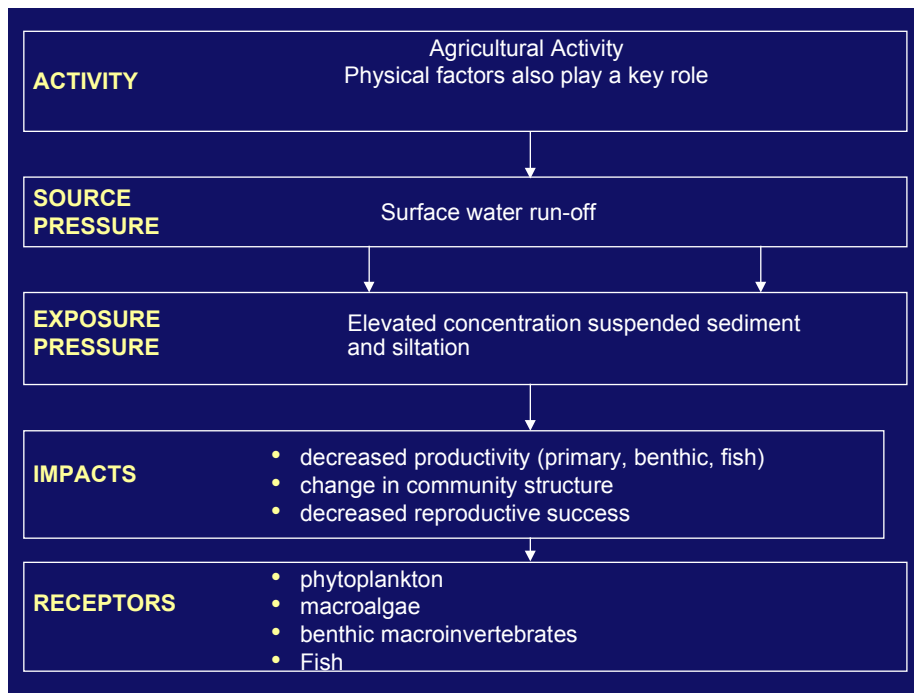 ACTIVITY
Agricultural Activity
Physical factors also play a key role
SOURCE
PRESSURE
Surface water run-off
EXPOSURE
PRESSURE
Elevated concentration suspended sediment
and siltation
IMPACTS
• decreased productivity (primary, benthic, fish)
• change in community structure
• decreased reproductive success
RECEPTORS
• phytoplankton
• macroalgae
• benthic macroinvertebrates
• Fish